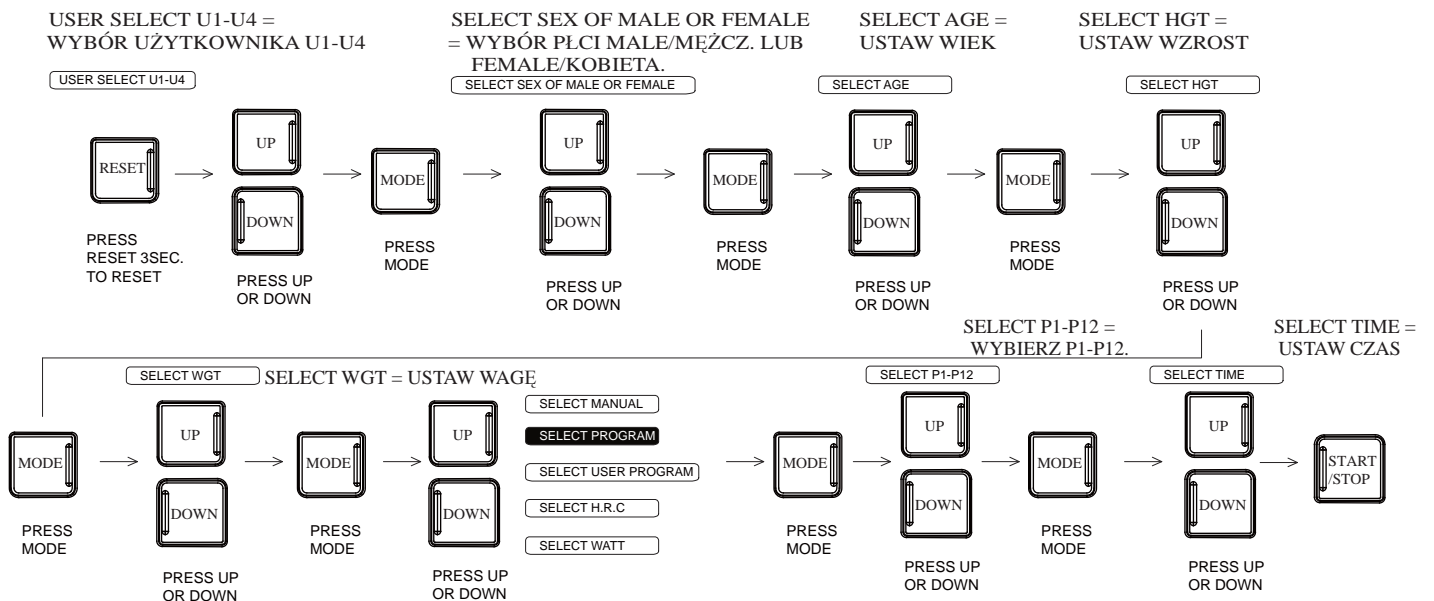 USER SELECT U1-U4 =
WYBÓR UŻYTKOWNIKA U1-U4
SELECT SEX OF MALE OR FEMALE
= WYBÓR PŁCI MALE/MĘŻCZ. LUB
FEMALE/KOBIETA.
SELECT AGE =
USTAW WIEK
SELECT HGT =
USTAW WZROST
USER SELECT U1-U4
SELECT SEX OF MALE OR FEMALE
SELECT AGE
SELECT HGT
RESET
UP
DOWN
MODE
UP
DOWN
MODE
UP
DOWN
MODE
UP
DOWN
PRESS
RESET 3SEC.
TO RESET
PRESS UP
OR DOWN
PRESS
MODE
PRESS UP
OR DOWN
PRESS
MODE
PRESS UP
OR DOWN
PRESS
MODE
PRESS UP
OR DOWN
SELECT P1-P12 =
WYBIERZ P1-P12.
SELECT TIME =
USTAW CZAS
SELECT WGT
SELECT WGT = USTAW WAGĘ
SELECT P1-P12
SELECT TIME
MODE
UP
DOWN
MODE
UP
DOWN
SELECT MANUAL
SELECT PROGRAM
SELECT USER PROGRAM
SELECT H.R.C
SELECT WATT
MODE
UP
DOWN
MODE
UP
DOWN
START
/STOP
PRESS
MODE
PRESS UP
OR DOWN
PRESS
MODE
PRESS UP
OR DOWN
PRESS
MODE
PRESS UP
OR DOWN
PRESS
MODE
PRESS UP
OR DOWN